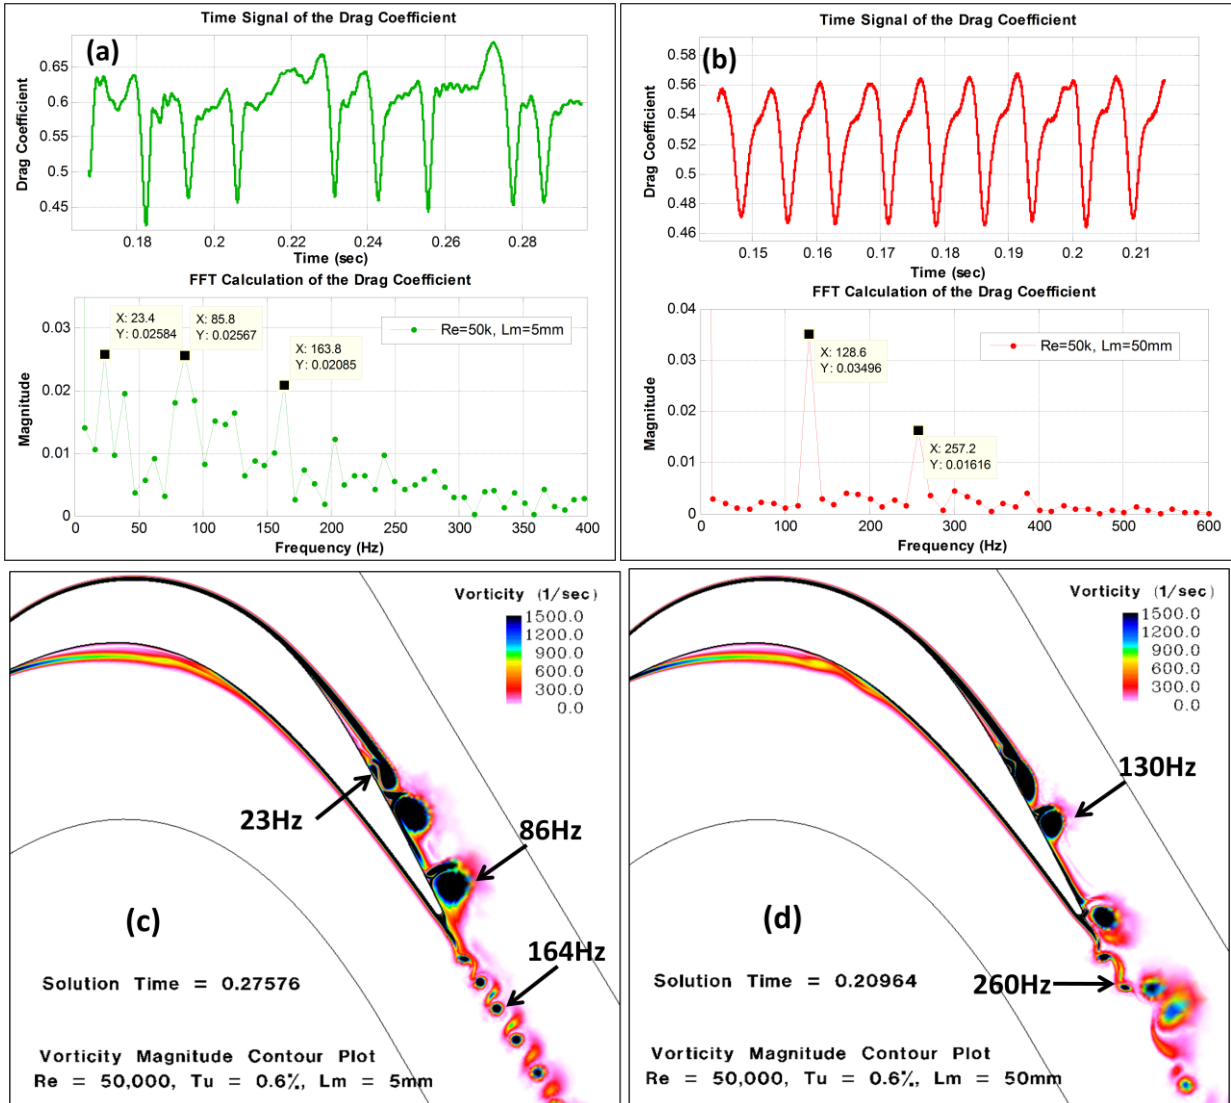 Time Signal of the Drag Coefficient
(a)
0.65
0.6
0.55
0.5
0.45
Drag Coefficient
0.18 0.2 0.22 0.24 0.26 0.28
Time (sec)
FFT Calculation of the Drag Coefficient
0.03
0.02
0.01
0
Magnitude
X: 23.4
Y: 0.02584
X: 85.8
Y: 0.02567
X: 163.8
Y: 0.02085
Re=50k, Lm=5mm
0 50 100 150 200 250 300 350 400
Frequency (Hz)
Time Signal of the Drag Coefficient
(b)
0.58
0.56
0.54
0.52
0.5
0.48
0.46
Drag Coefficient
0.15 0.16 0.17 0.18 0.19 0.2 0.21
Time (sec)
FFT Calculation of the Drag Coefficient
0.04
0.03
0.02
0.01
0
Magnitude
X: 128.6
Y: 0.03496
X: 257.2
Y: 0.01616
Re=50k, Lm=50mm
0 100 200 300 400 500 600
Frequency (Hz)
Vorticity (1/sec)
1500.0
1200.0
900.0
600.0
300.0
0.0
23Hz
86Hz
(c)
164Hz
Solution Time = 0.27576
Vorticity Magnitude Contour Plot
Re = 50,000, Tu = 0.6%, Lm = 5mm
Vorticity (1/sec)
1500.0
1200.0
900.0
600.0
300.0
0.0
130Hz
(d)
260Hz
Solution Time = 0.20964
Vorticity Magnitude Contour Plot
Re = 50,000, Tu = 0.6%, Lm = 50mm